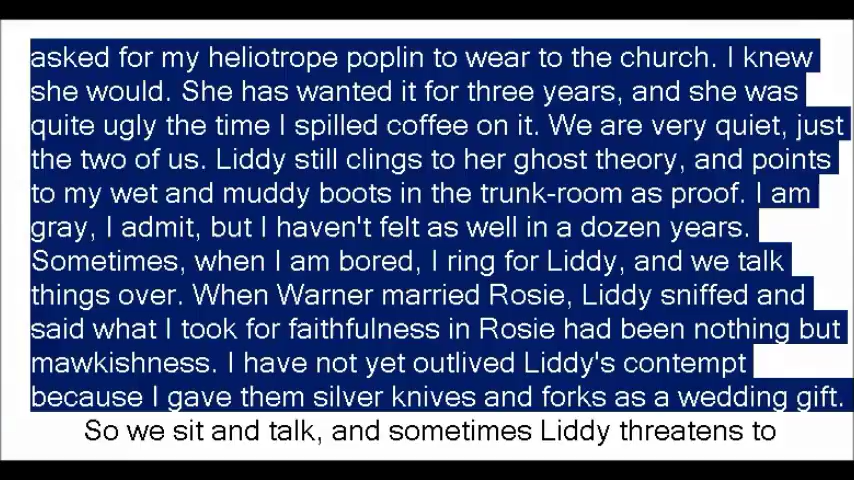 asked for my heliotrope poplin to wear to the church. I knew
she would. She has wanted it for three years, and she was
quite ugly the time I spilled coffee on it. We are very quiet, just
the two of us. Liddy still clings to her ghost theory, and points
to my wet and muddy boots in the trunk-room as proof. I am
gray, I admit, but I haven't felt as well in a dozen years.
Sometimes, when I am bored, I ring for Liddy, and we talk
things over. When Warner married Rosie, Liddy sniffed and
said what I took for faithfulness in Rosie had been nothing but
mawkishness. I have not yet outlived Liddy's contempt
because I gave them silver knives and forks as a wedding gift.
So we sit and talk, and sometimes Liddy threatens to